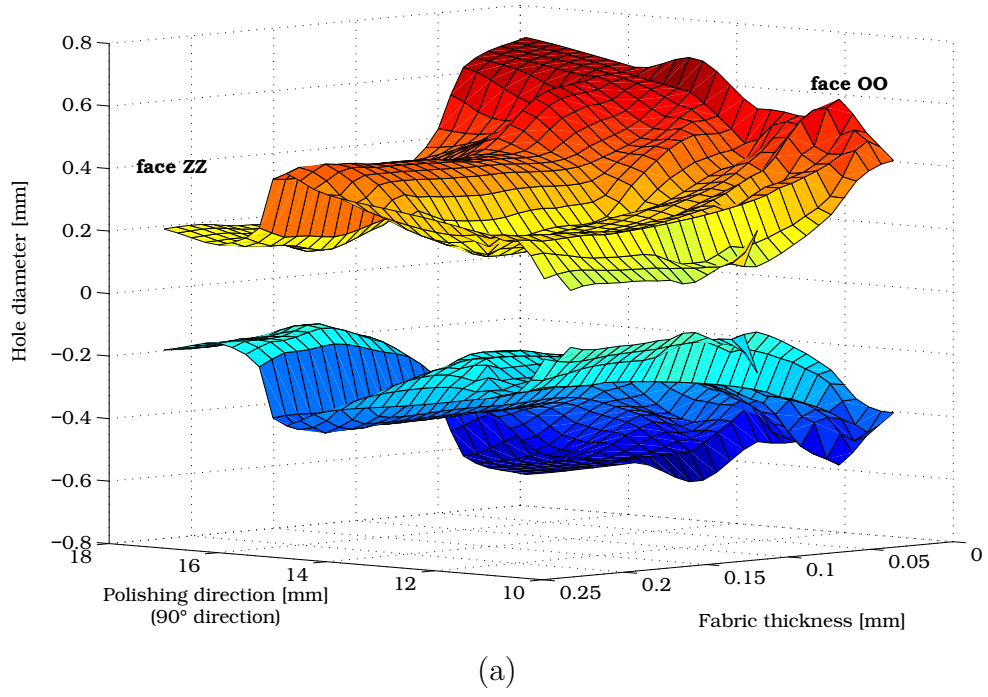 0.8
0.6
0.4
0.2
0
−0.2
−0.4
−0.6
−0.8
Hole diameter [mm]
face ZZ
face OO
18
16
14
12
10
Polishing direction [mm]
(90° direction)
0.25
0.2
0.15
0.1
0.05
0
Fabric thickness [mm]
(a)